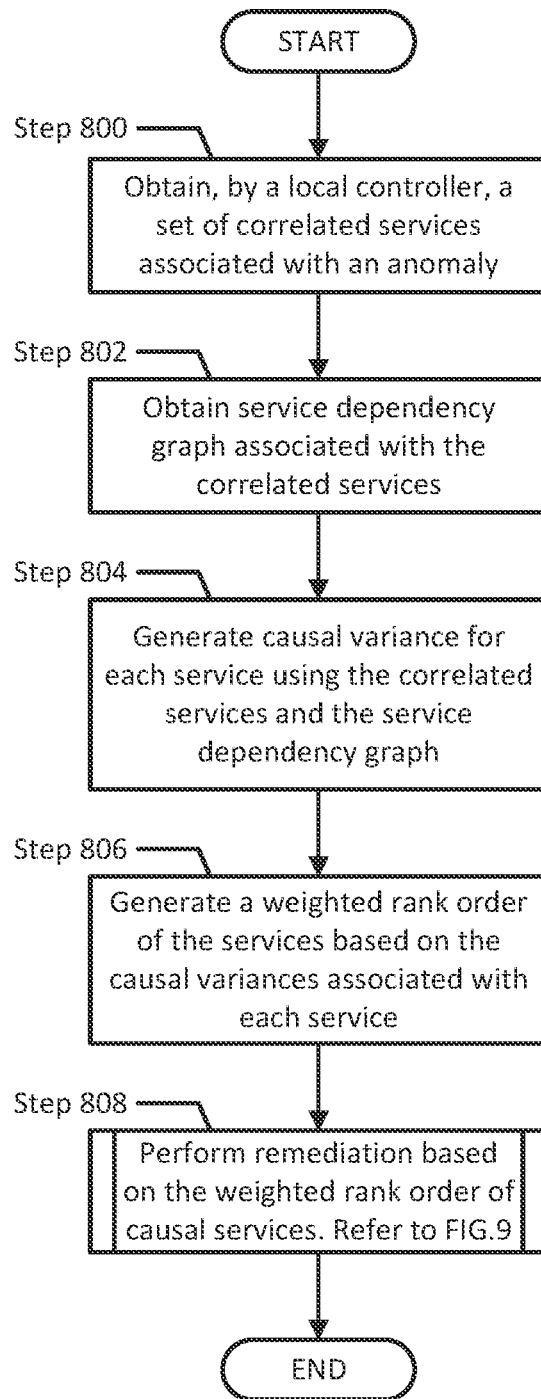 START
Step 800
Obtain, by a local controller, a
set of correlated services
associated with an anomaly
Step 802
Obtain service dependency
graph associated with the
correlated services
Step 804
Generate causal variance for
each service using the correlated
services and the service
dependency graph
Step 806
Generate a weighted rank order
of the services based on the
causal variances associated with
each service
Step 808
Perform remediation based
on the weighted rank order of
causal services. Refer to FIG.9
END